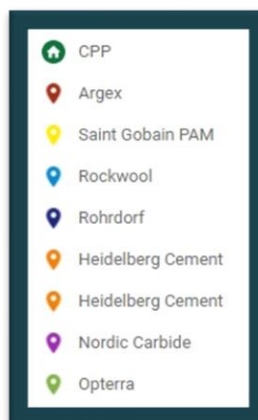 CPP
Argex
Saint Gobain PAM
Rockwool
Rohrdorf
Heidelberg Cement
Heidelberg Cement
Nordic Carbide
Opterra